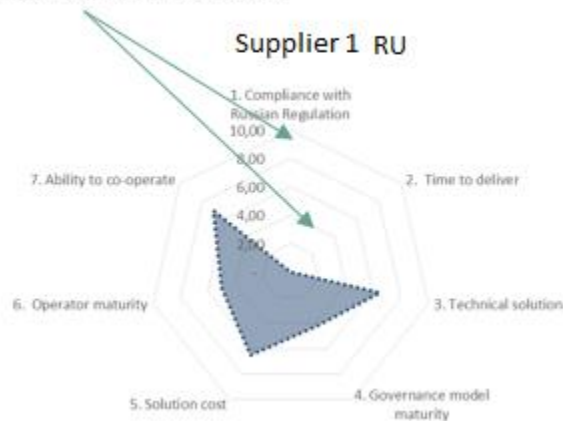 Supplier 1 RU
1. Compliance with
Russian Regulation
10,00
8,00
6,00
4,00
2,00
-
2. Time to deliver
3. Technical solution
4. Governance model
maturity
5. Solution cost
6. Operator maturity
7. Ability to co-operate